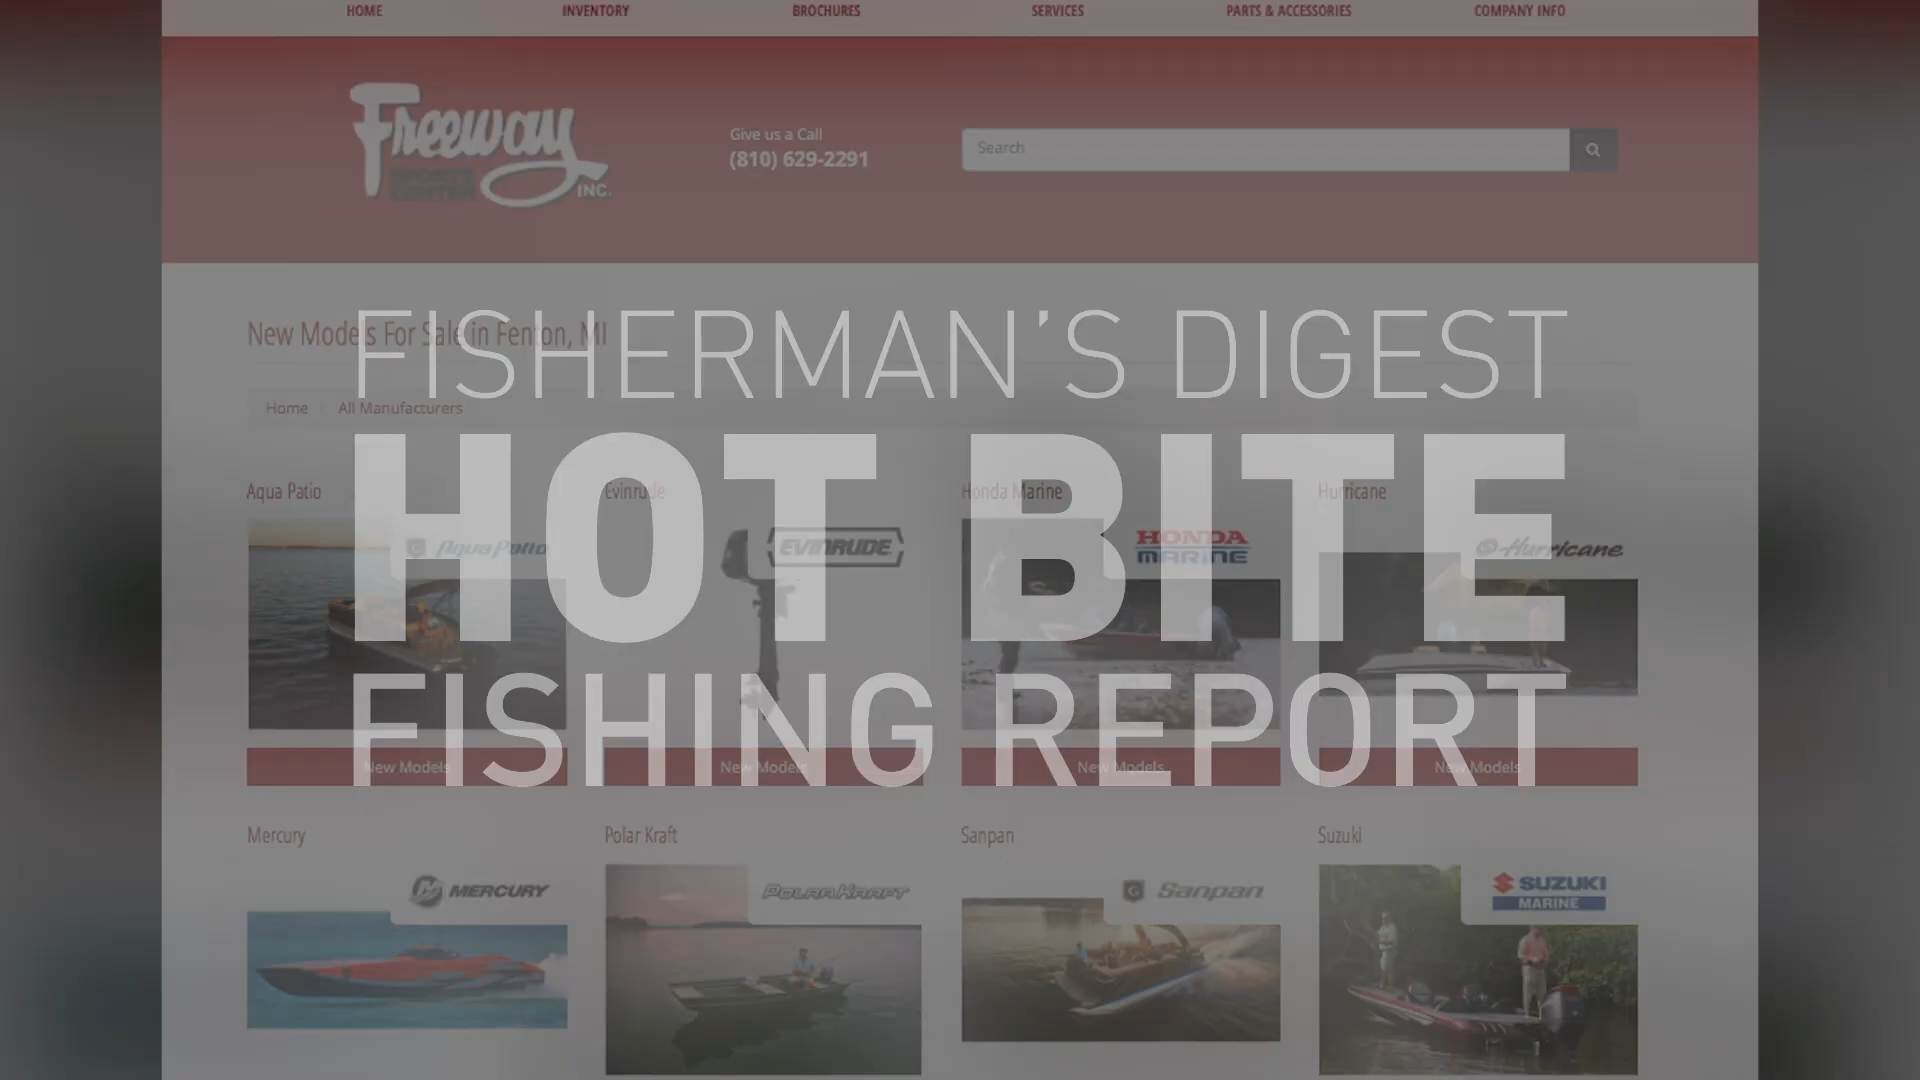 HOME INVENTORY BROCHURES SERVICES PARTS & ACCESSORIES COMPANY INFO
Freeway
SPORTS
CENTER
INC.
Give us a Call
(810) 629-2291
Search
New Models For Sale in Fenton, MI
FISHERMAN'S DIGEST
Home All Manufacturers
HOT BITE
Aqua Patio Evinrude Honda Marine Hurricane
AquaPatio EVINRUDE HONDA MARINE Hurricane
FISHING REPORT
New Models New Models New Models New Models
Mercury Polar Kraft Sanpan Suzuki
MERCURY POLARKRAFT Sanpan SUZUKI
MARINE